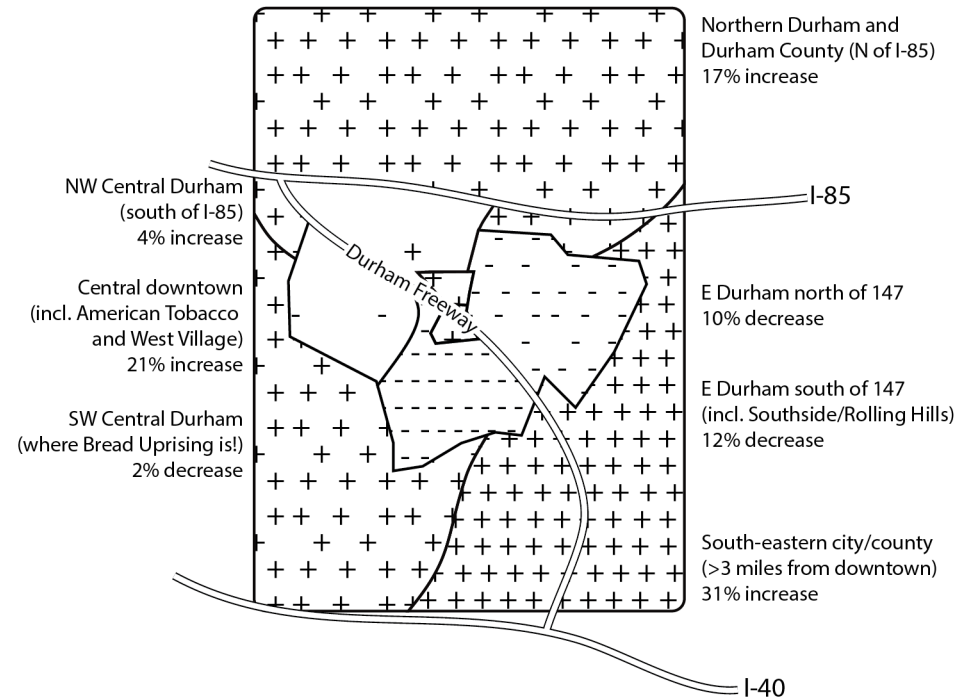 Northern Durham and
Durham County (N of I-85)
17% increase
NW Central Durham
(south of I-85)
4% increase
I-85
Durham Freeway
Central downtown
(incl. American Tobacco
and West Village)
21% increase
E Durham north of 147
10% decrease
E Durham south of 147
(incl. Southside/Rolling Hills)
12% decrease
SW Central Durham
(where Bread Uprising is!)
2% decrease
South-eastern city/county
(>3 miles from downtown)
31% increase
I-40